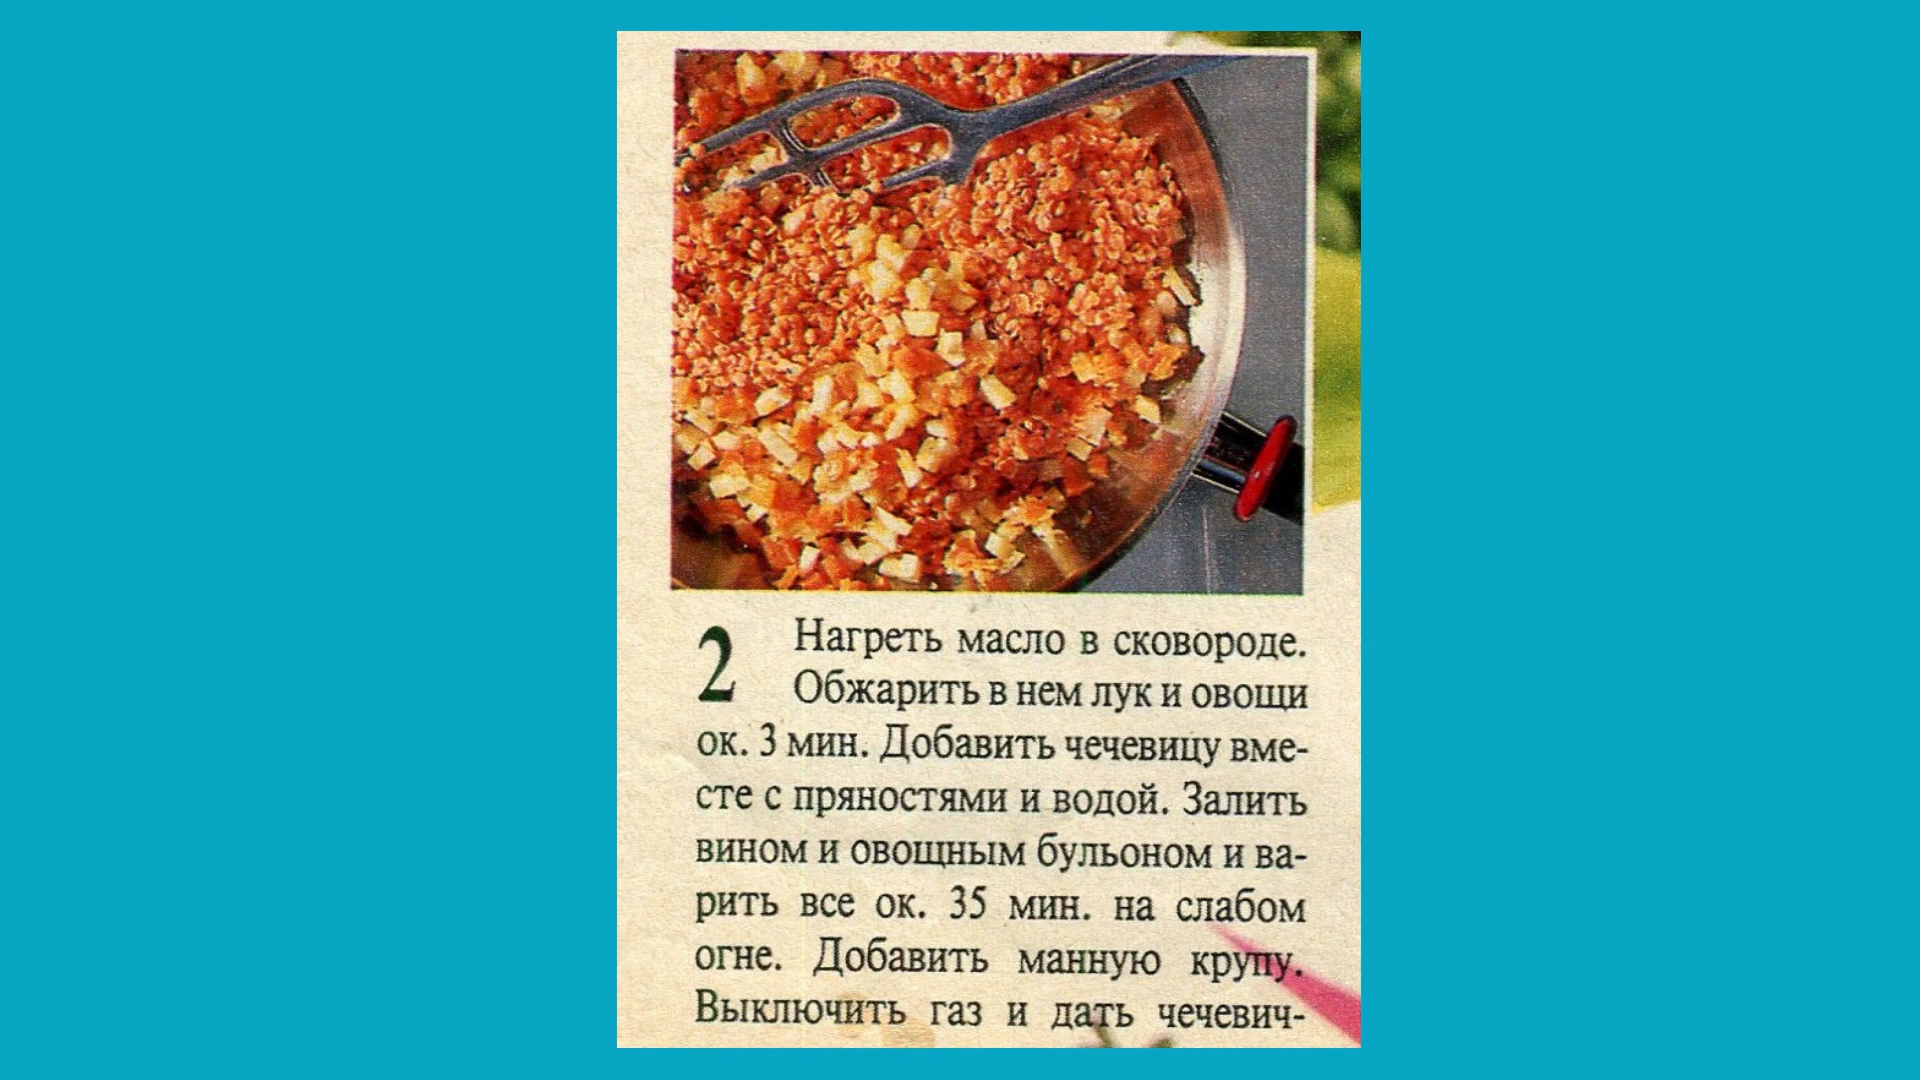 2 Нагреть масло в сковороде.
Обжарить в нем лук и овощи
ок. 3 мин. Добавить чечевицу вме-
сте с пряностями и водой. Залить
вином и овощным бульоном и ва-
рить все ок. 35 мин. на слабом
огне. Добавить манную крупу.
Выключить газ и дать чечевич-